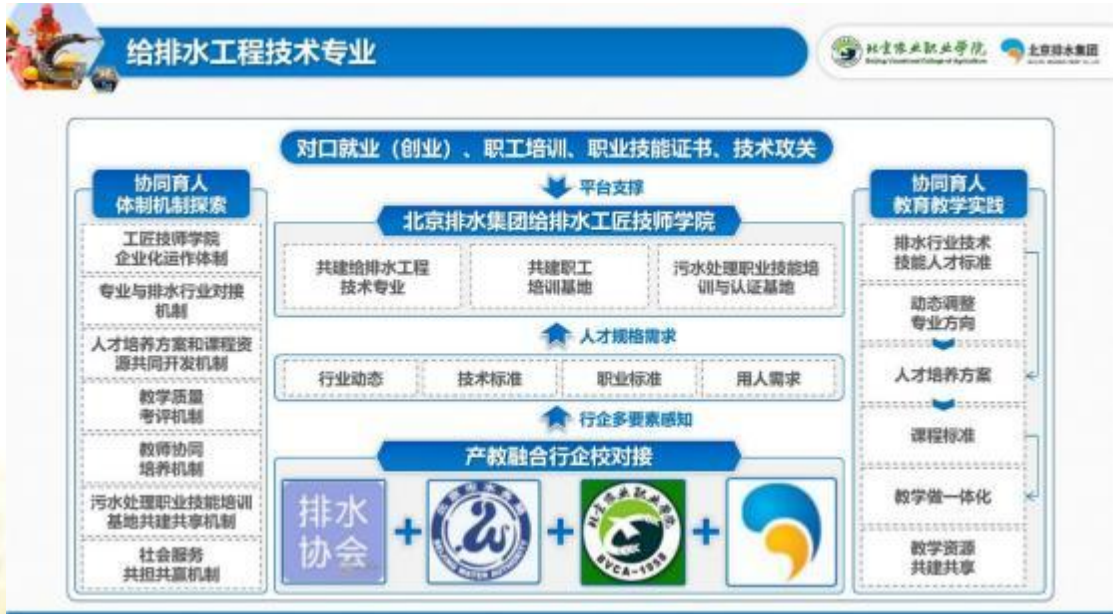 给排水工程技术专业
北京农业职业学院
Beijing Vocational College of Agriculture
北京排水集团
对口就业（创业）、职工培训、职业技能证书、技术攻关
平台支撑
协同育人
体制机制探索
工匠技师学院
企业化运作体制
专业与排水行业对接
机制
人才培养方案和课程资
源共同开发机制
教学质量
考评机制
教师协同
培养机制
污水处理职业技能培训
基地共建共享机制
社会服务
共担共赢机制
北京排水集团给排水工匠技师学院
共建给排水工程
技术专业
共建职工
培训基地
污水处理职业技能培
训与认证基地
人才规格需求
行业动态
技术标准
职业标准
用人需求
行企多要素感知
产教融合行企校对接
排水
协会
+
+
北京农业职业学院
BVCA-1958
+
协同育人
教育教学实践
排水行业技术
技能人才标准
动态调整
专业方向
人才培养方案
课程标准
教学做一体化
教学资源
共建共享